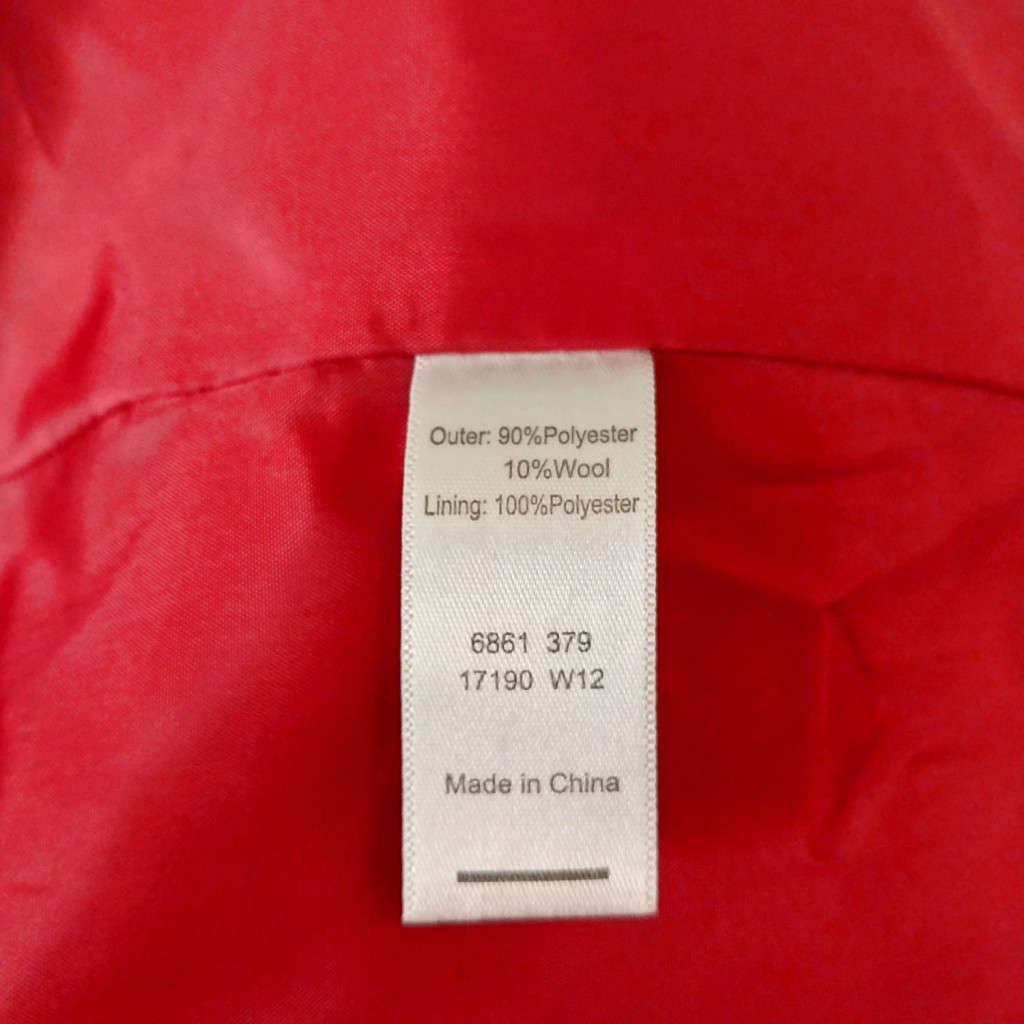 Outer: 90%Polyester
10%Wool
Lining: 100%Polyester
6861 379
17190 W12
Made in China